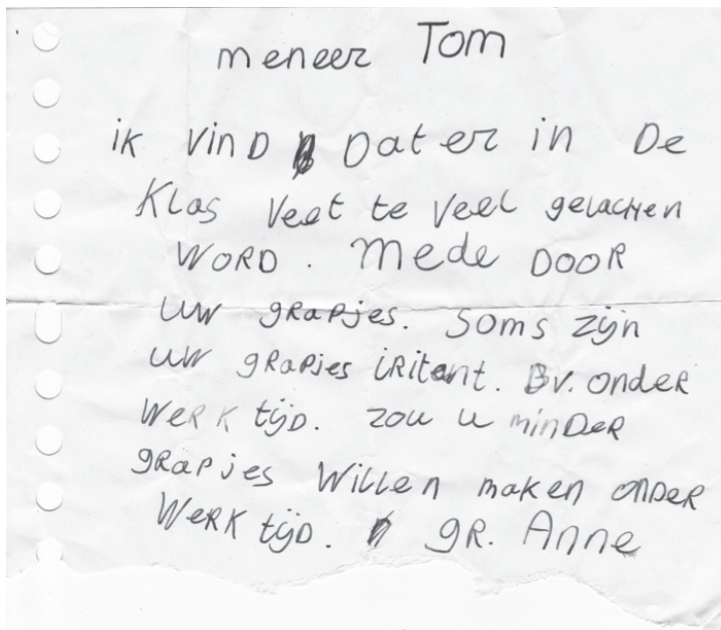 meneer Tom
ik vind dat er in de
klas veet te veel gelachen
word. Mede door
uw grapjes. Soms zijn
uw grapjes iritant. Bv. onder
werk tijd. zou u minder
grapjes willen maken onder
werk tijd. gr. Anne